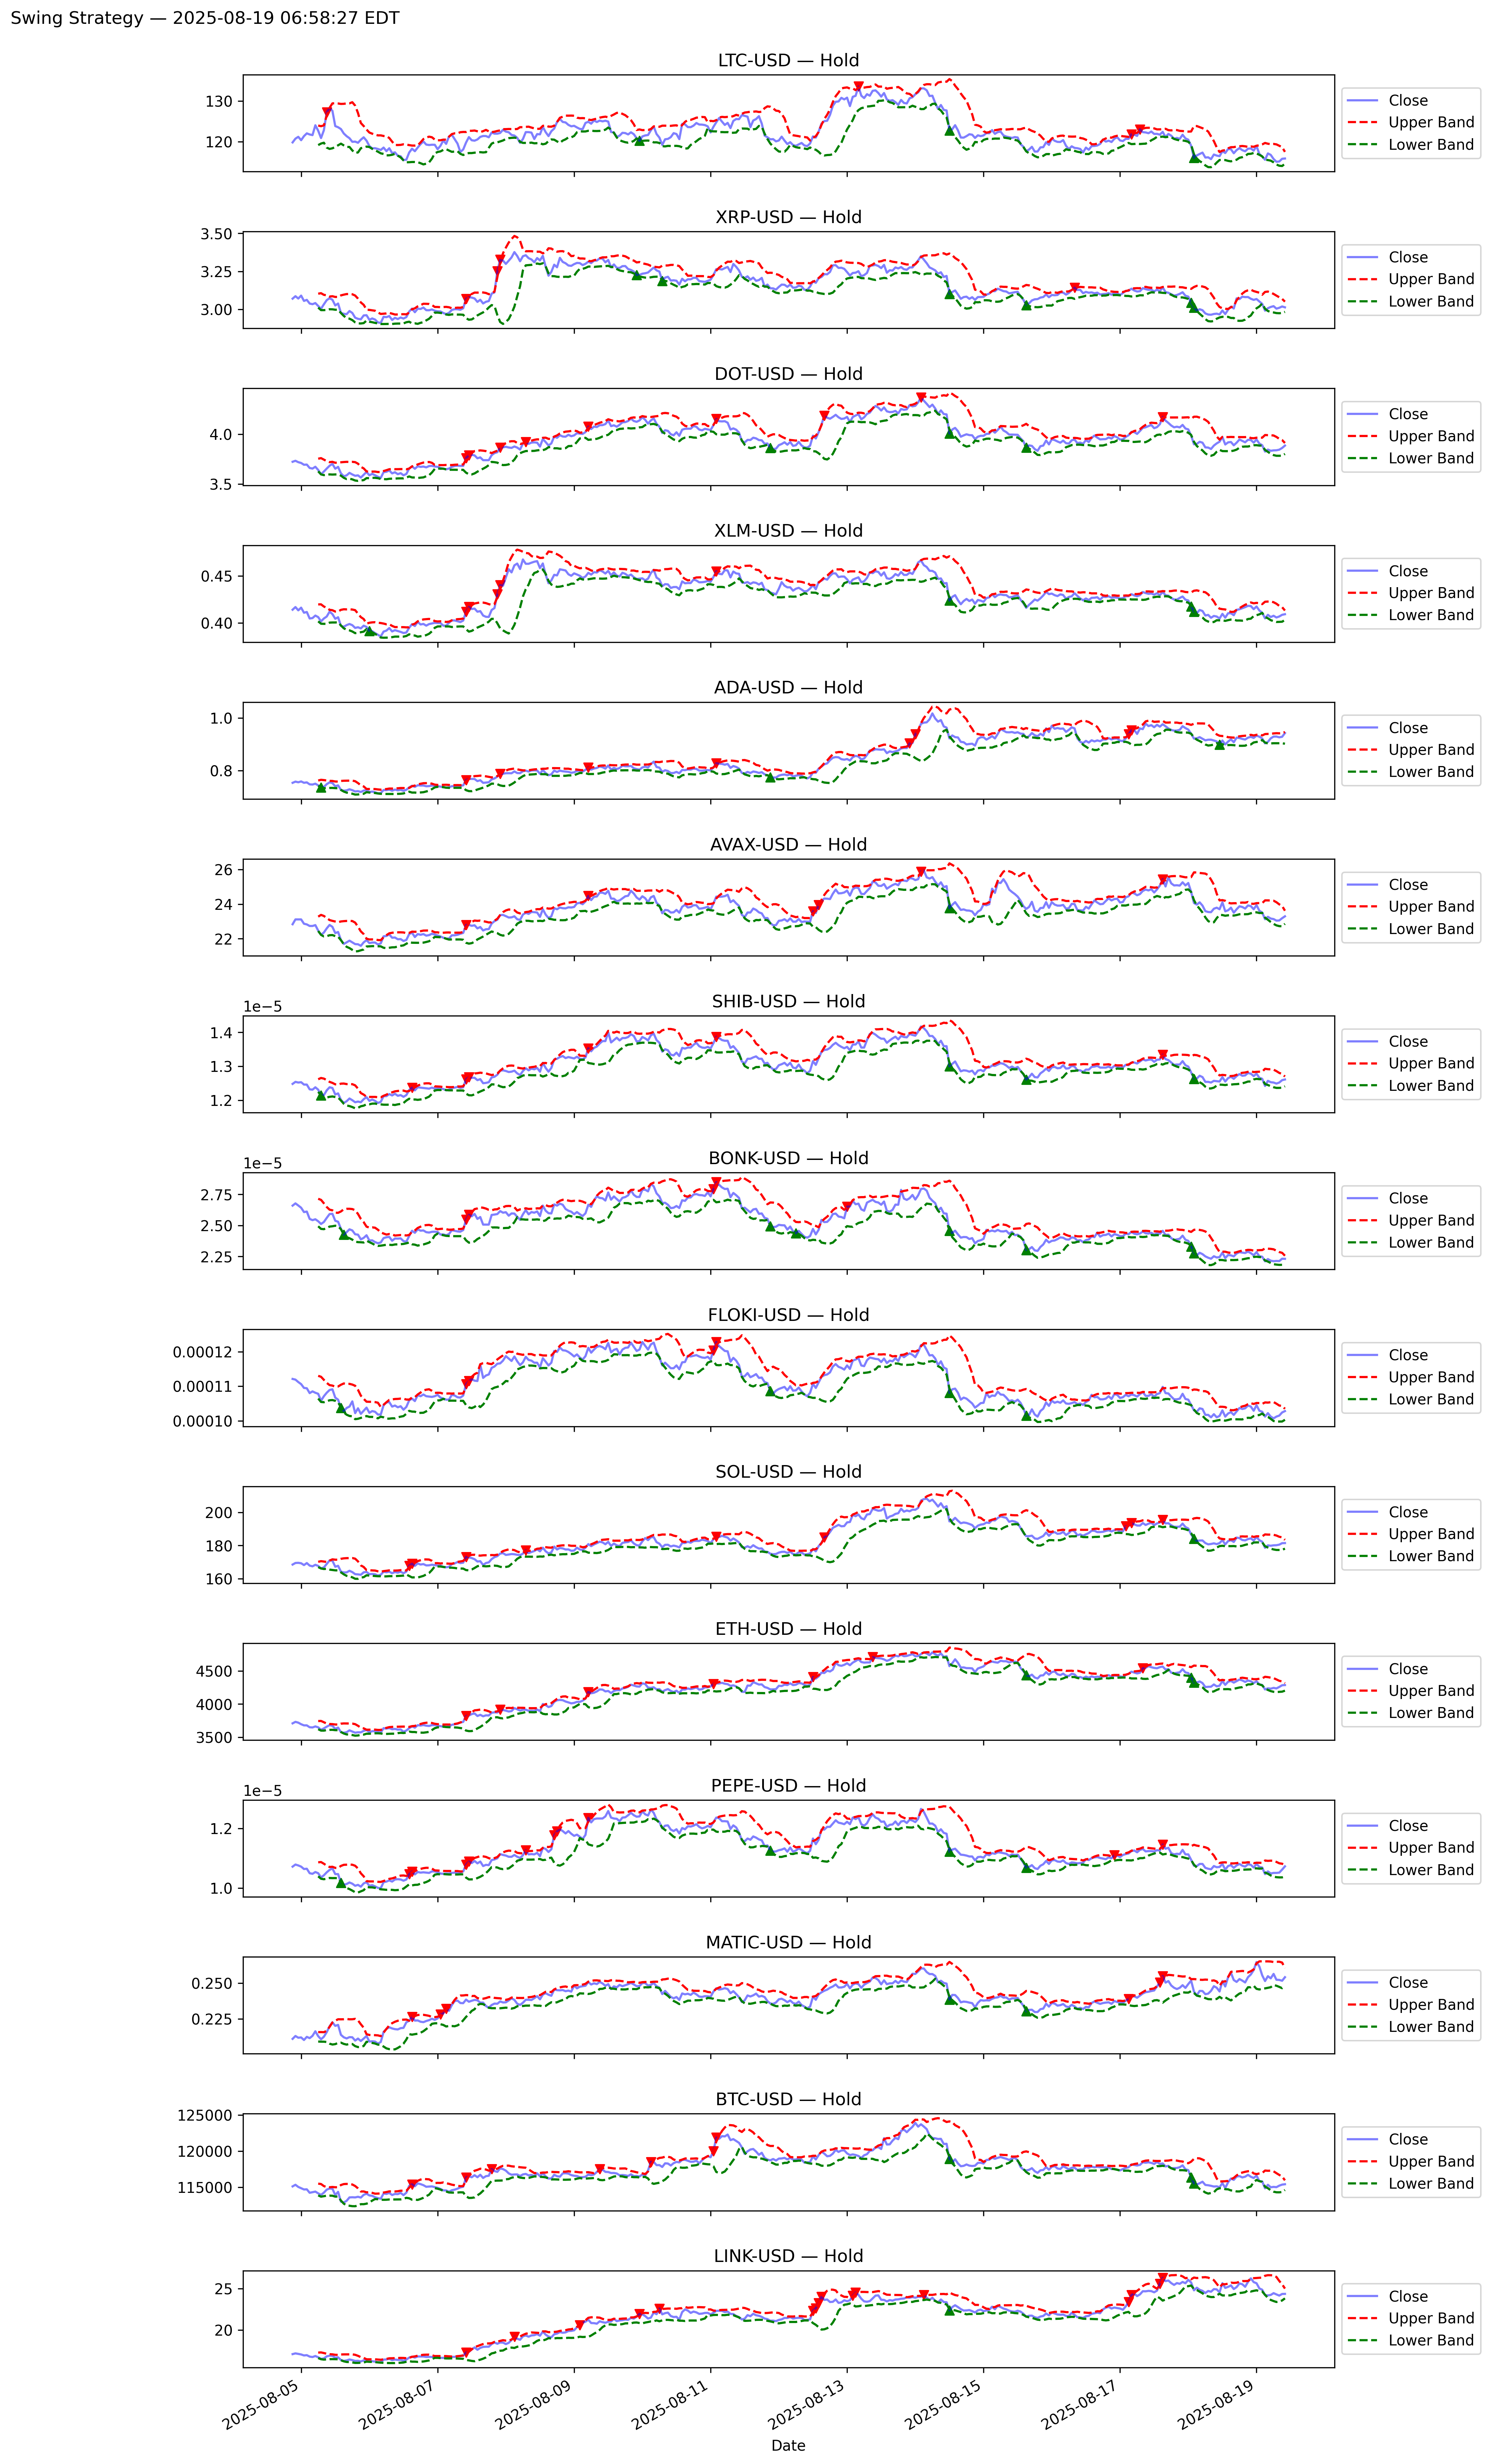 Swing Strategy — 2025-08-19 06:58:27 EDT
LTC-USD — Hold
130
120
Close
Upper Band
Lower Band
XRP-USD — Hold
3.50
3.25
3.00
Close
Upper Band
Lower Band
DOT-USD — Hold
4.0
3.5
Close
Upper Band
Lower Band
XLM-USD — Hold
0.45
0.40
Close
Upper Band
Lower Band
ADA-USD — Hold
1.0
0.8
Close
Upper Band
Lower Band
AVAX-USD — Hold
26
24
22
Close
Upper Band
Lower Band
SHIB-USD — Hold
1e−5
1.4
1.3
1.2
Close
Upper Band
Lower Band
BONK-USD — Hold
1e−5
2.75
2.50
2.25
Close
Upper Band
Lower Band
FLOKI-USD — Hold
0.00012
0.00011
0.00010
Close
Upper Band
Lower Band
SOL-USD — Hold
200
180
160
Close
Upper Band
Lower Band
ETH-USD — Hold
4500
4000
3500
Close
Upper Band
Lower Band
PEPE-USD — Hold
1e−5
1.2
1.0
Close
Upper Band
Lower Band
MATIC-USD — Hold
0.250
0.225
Close
Upper Band
Lower Band
BTC-USD — Hold
125000
120000
115000
Close
Upper Band
Lower Band
LINK-USD — Hold
25
20
Close
Upper Band
Lower Band
2025-08-05
2025-08-07
2025-08-09
2025-08-11
2025-08-13
2025-08-15
2025-08-17
2025-08-19
Date